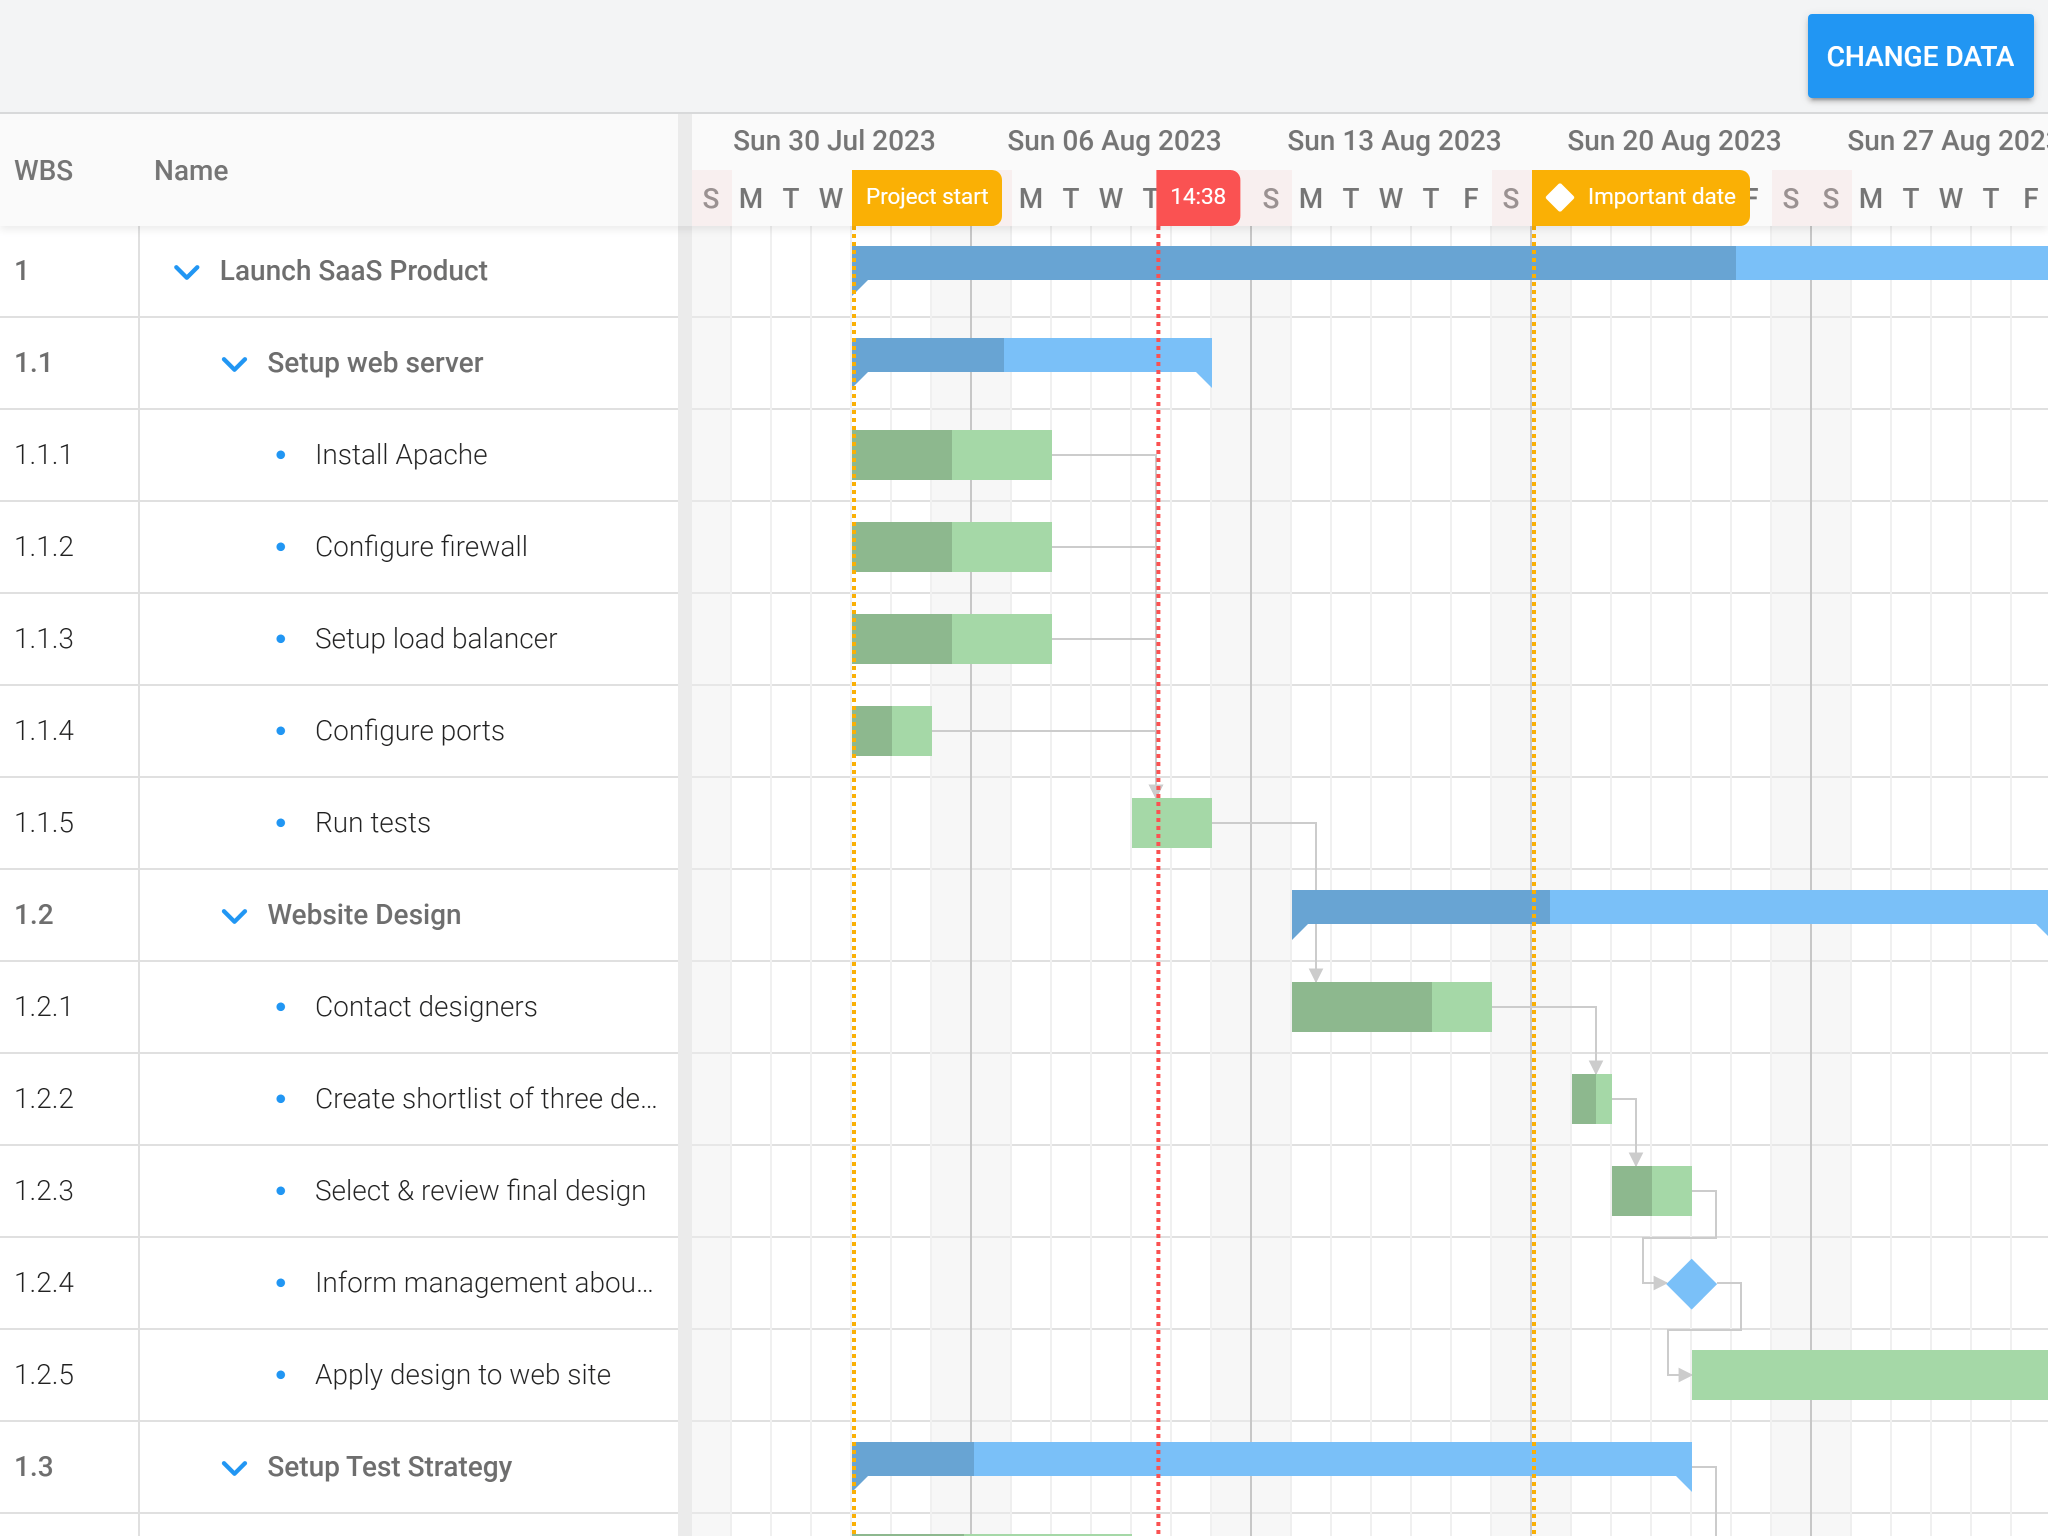 CHANGE DATA
WBS Name
Sun 30 Jul 2023 Sun 06 Aug 2023 Sun 13 Aug 2023 Sun 20 Aug 2023 Sun 27 Aug 202
S M T W Project start M T W T 14:38 S M T W T F S Important date F S S M T W T F
1 Launch SaaS Product
1.1 Setup web server
1.1.1 Install Apache
1.1.2 Configure firewall
1.1.3 Setup load balancer
1.1.4 Configure ports
1.1.5 Run tests
1.2 Website Design
1.2.1 Contact designers
1.2.2 Create shortlist of three de...
1.2.3 Select & review final design
1.2.4 Inform management abou...
1.2.5 Apply design to web site
1.3 Setup Test Strategy